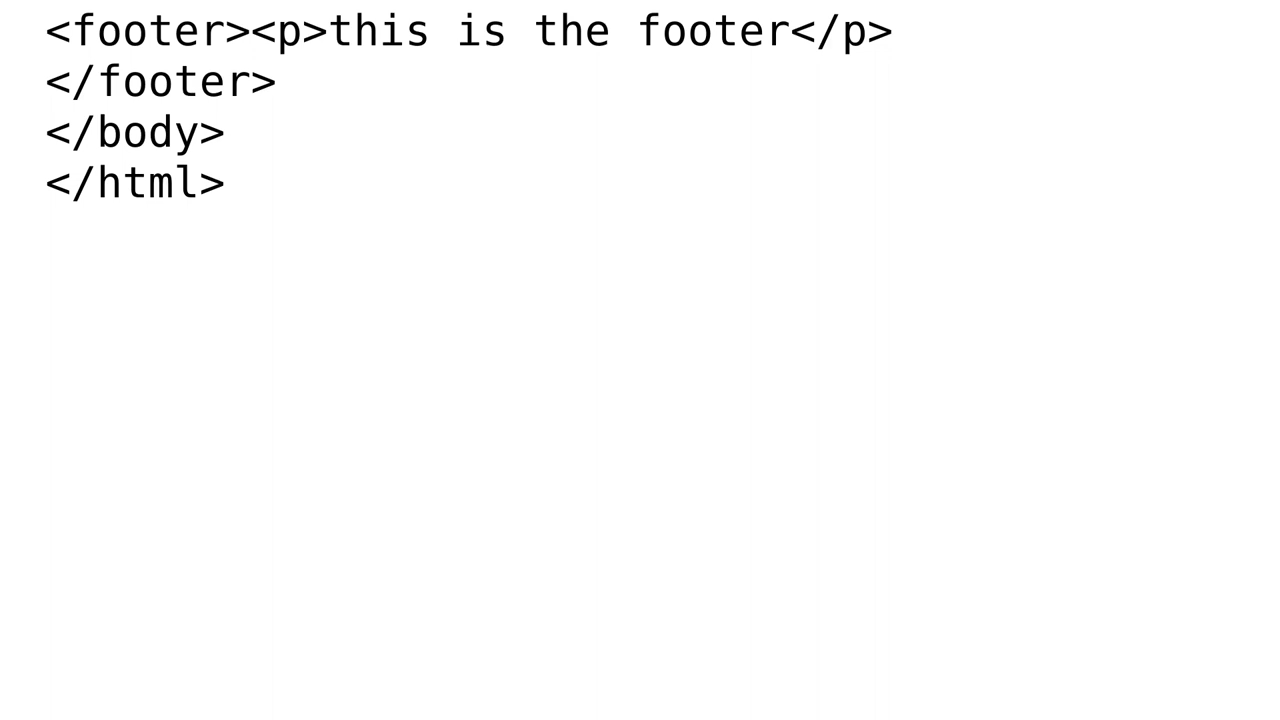 <footer><p>this is the footer</p>
</footer>
</body>
</html>